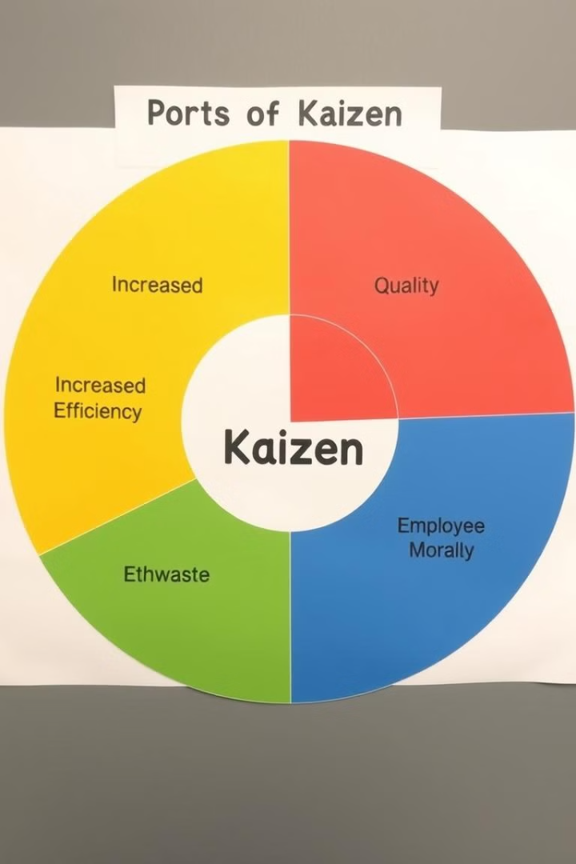 Ports of Kaizen
Increased
Quality
Increased
Efficiency
Kaizen
Employee
Morally
Ethwaste